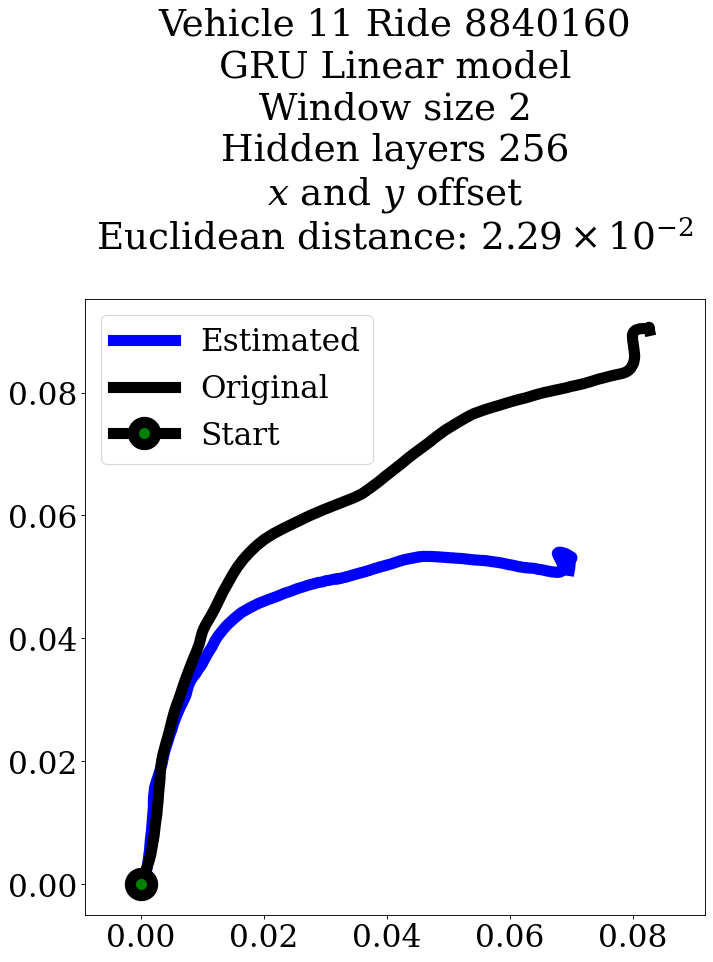 Vehicle 11 Ride 8840160
GRU Linear model
Window size 2
Hidden layers 256
x and y offset
Euclidean distance: 2.29 × 10⁻²
Estimated
Original
Start
0.08
0.06
0.04
0.02
0.00
0.00 0.02 0.04 0.06 0.08